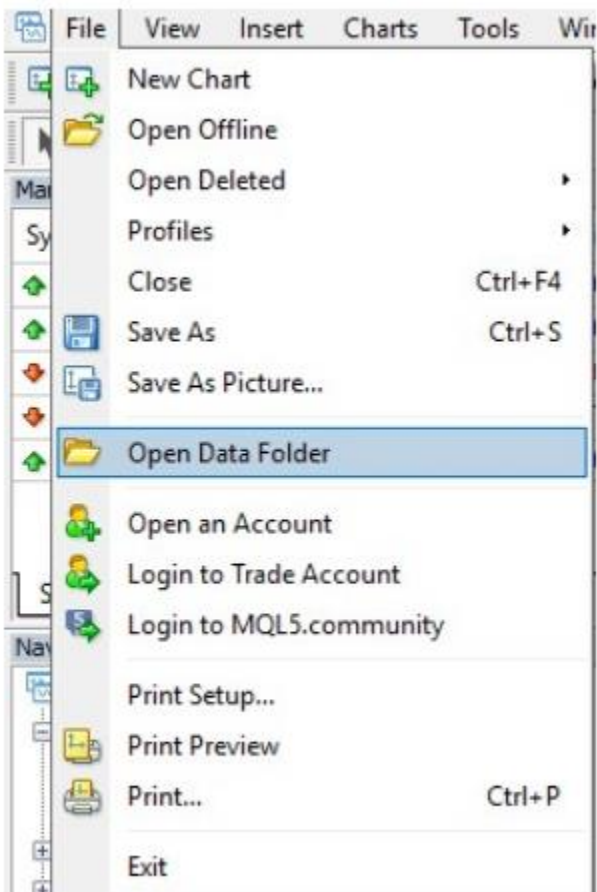 File View Insert Charts Tools
New Chart
Open Offline
Open Deleted
Profiles
Close Ctrl+F4
Save As Ctrl+S
Save As Picture...
Open Data Folder
Open an Account
Login to Trade Account
Login to MQL5.community
Print Setup...
Print Preview
Print... Ctrl+P
Exit